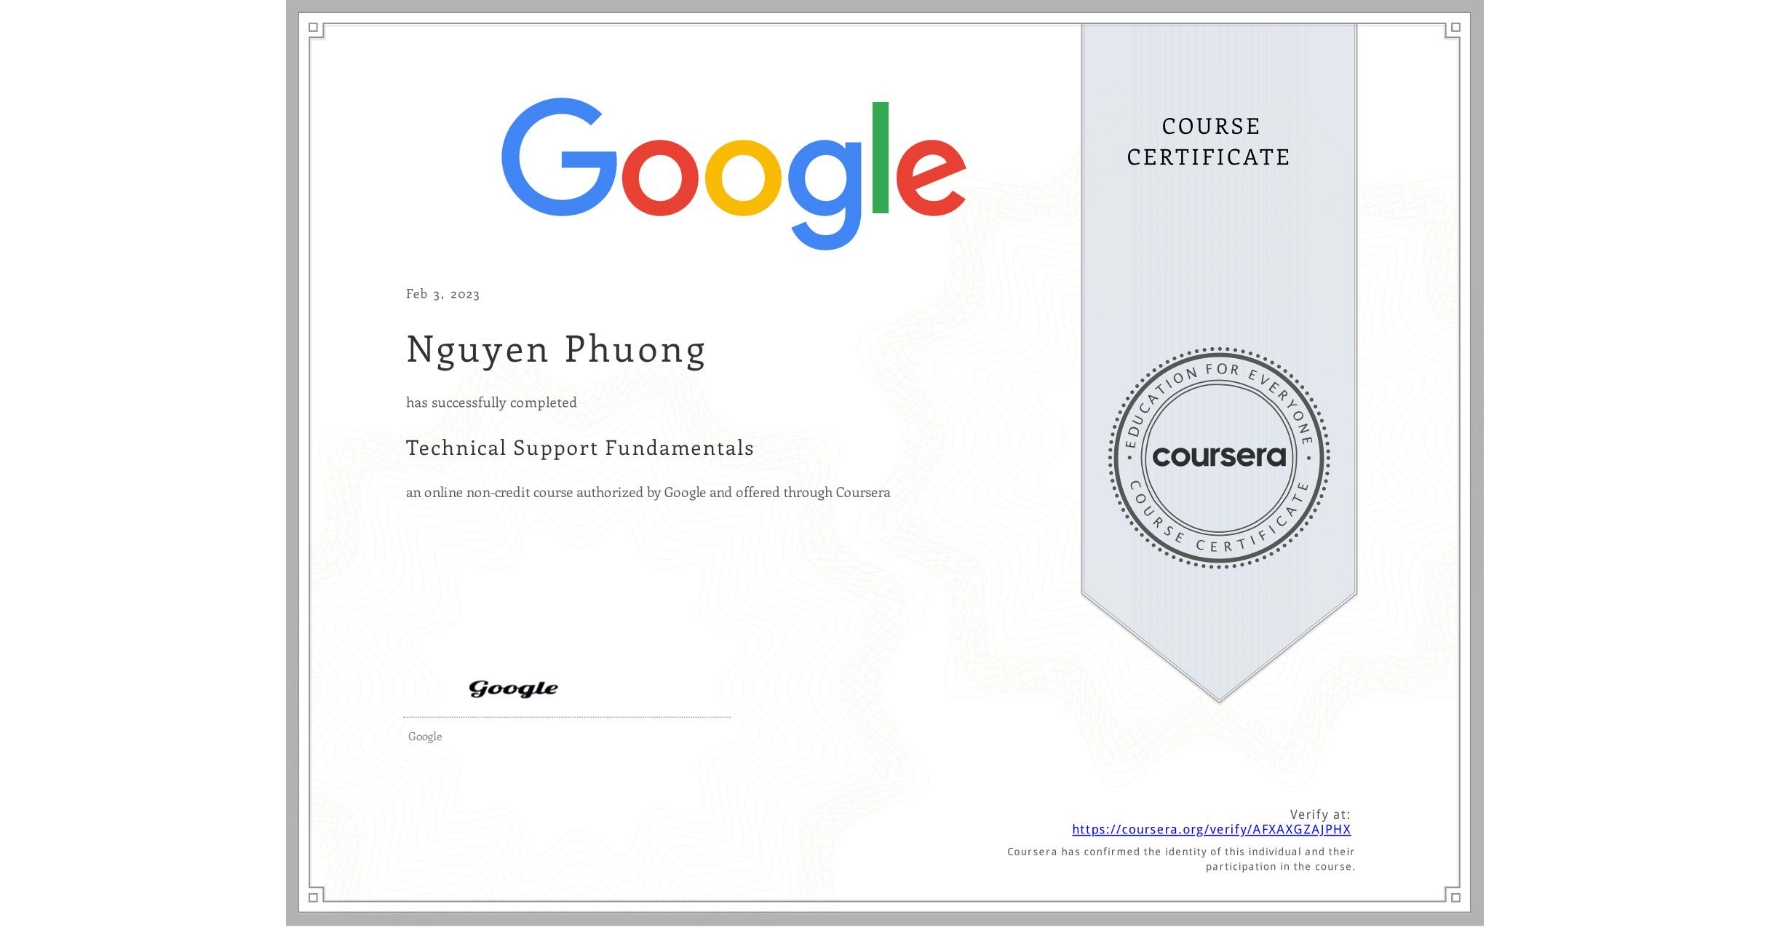 Google
COURSE
CERTIFICATE
Feb 3, 2023
Nguyen Phuong
has successfully completed
Technical Support Fundamentals
an online non-credit course authorized by Google and offered through Coursera
EDUCATION FOR EVERYONE
coursera
COURSE CERTIFICATE
Google
Google
Verify at:
https://coursera.org/verify/AFXAXGZAJPHX
Coursera has confirmed the identity of this individual and their
participation in the course.